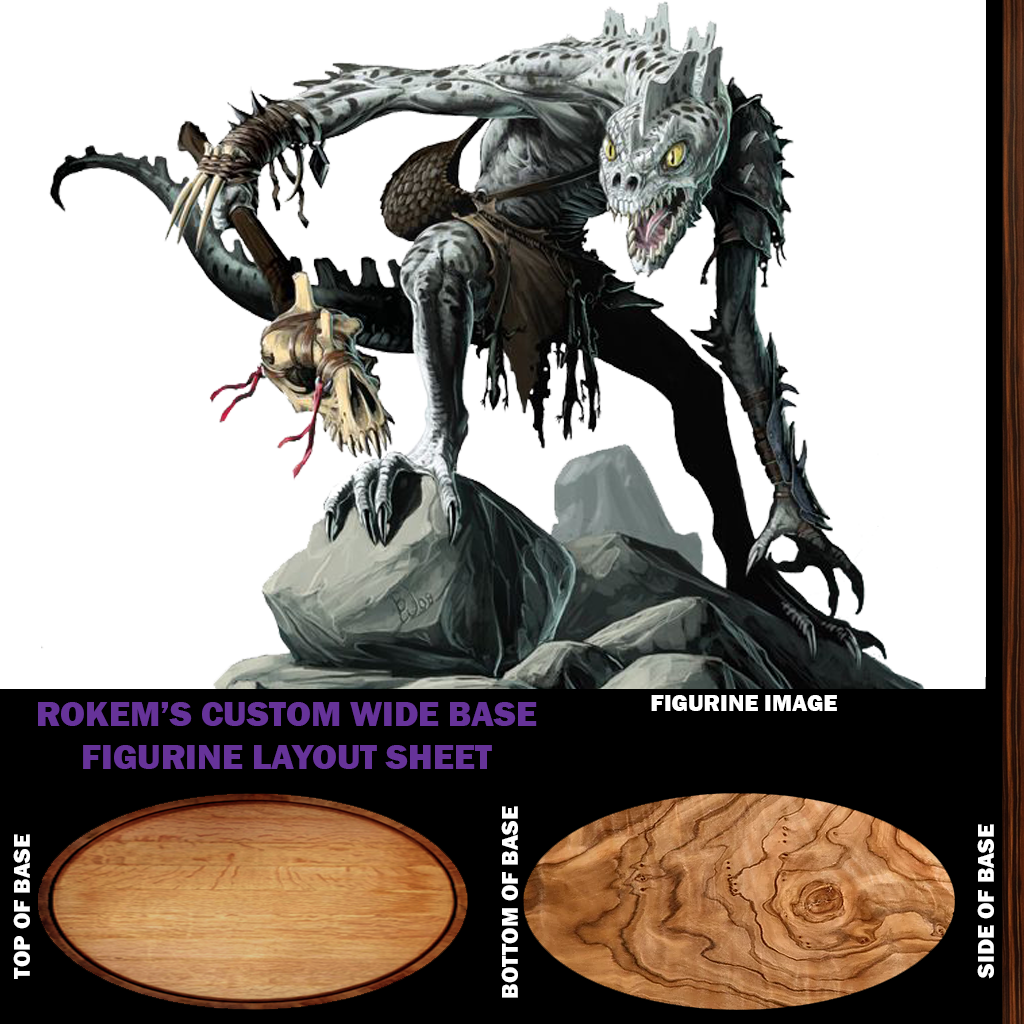 FIGURINE IMAGE
ROKEM'S CUSTOM WIDE BASE
FIGURINE LAYOUT SHEET
TOP OF BASE
BOTTOM OF BASE
SIDE OF BASE